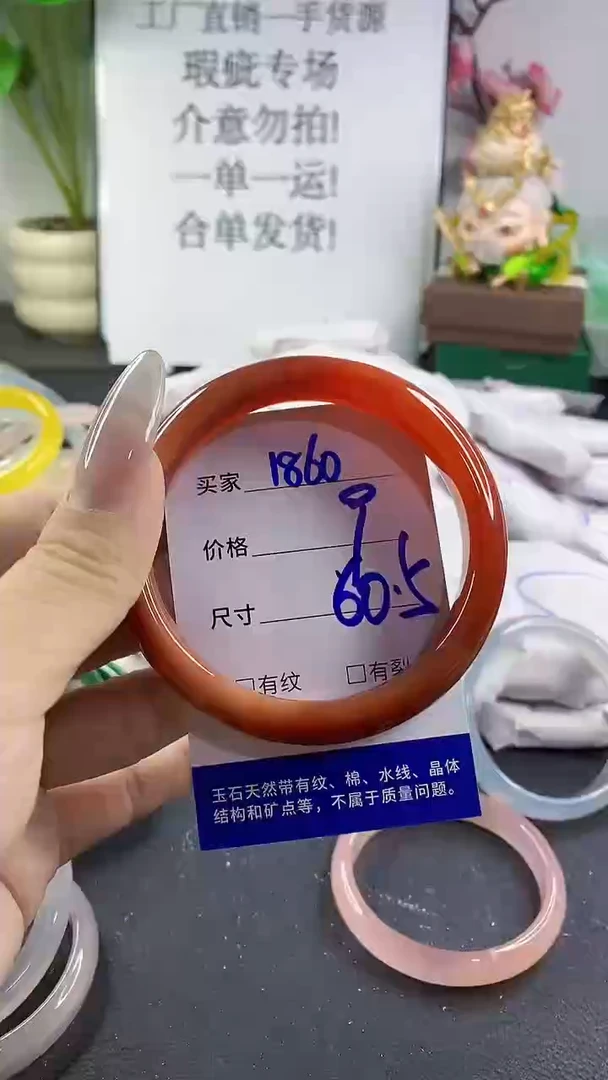 工厂直销一手货源
瑕疵专场
介意勿拍!
一单一运!
合单发货!
买家 1860
价格
尺寸 60.5
□有纹 □有裂
玉石天然带有纹、棉、水线、晶体
结构和矿点等，不属于质量问题。